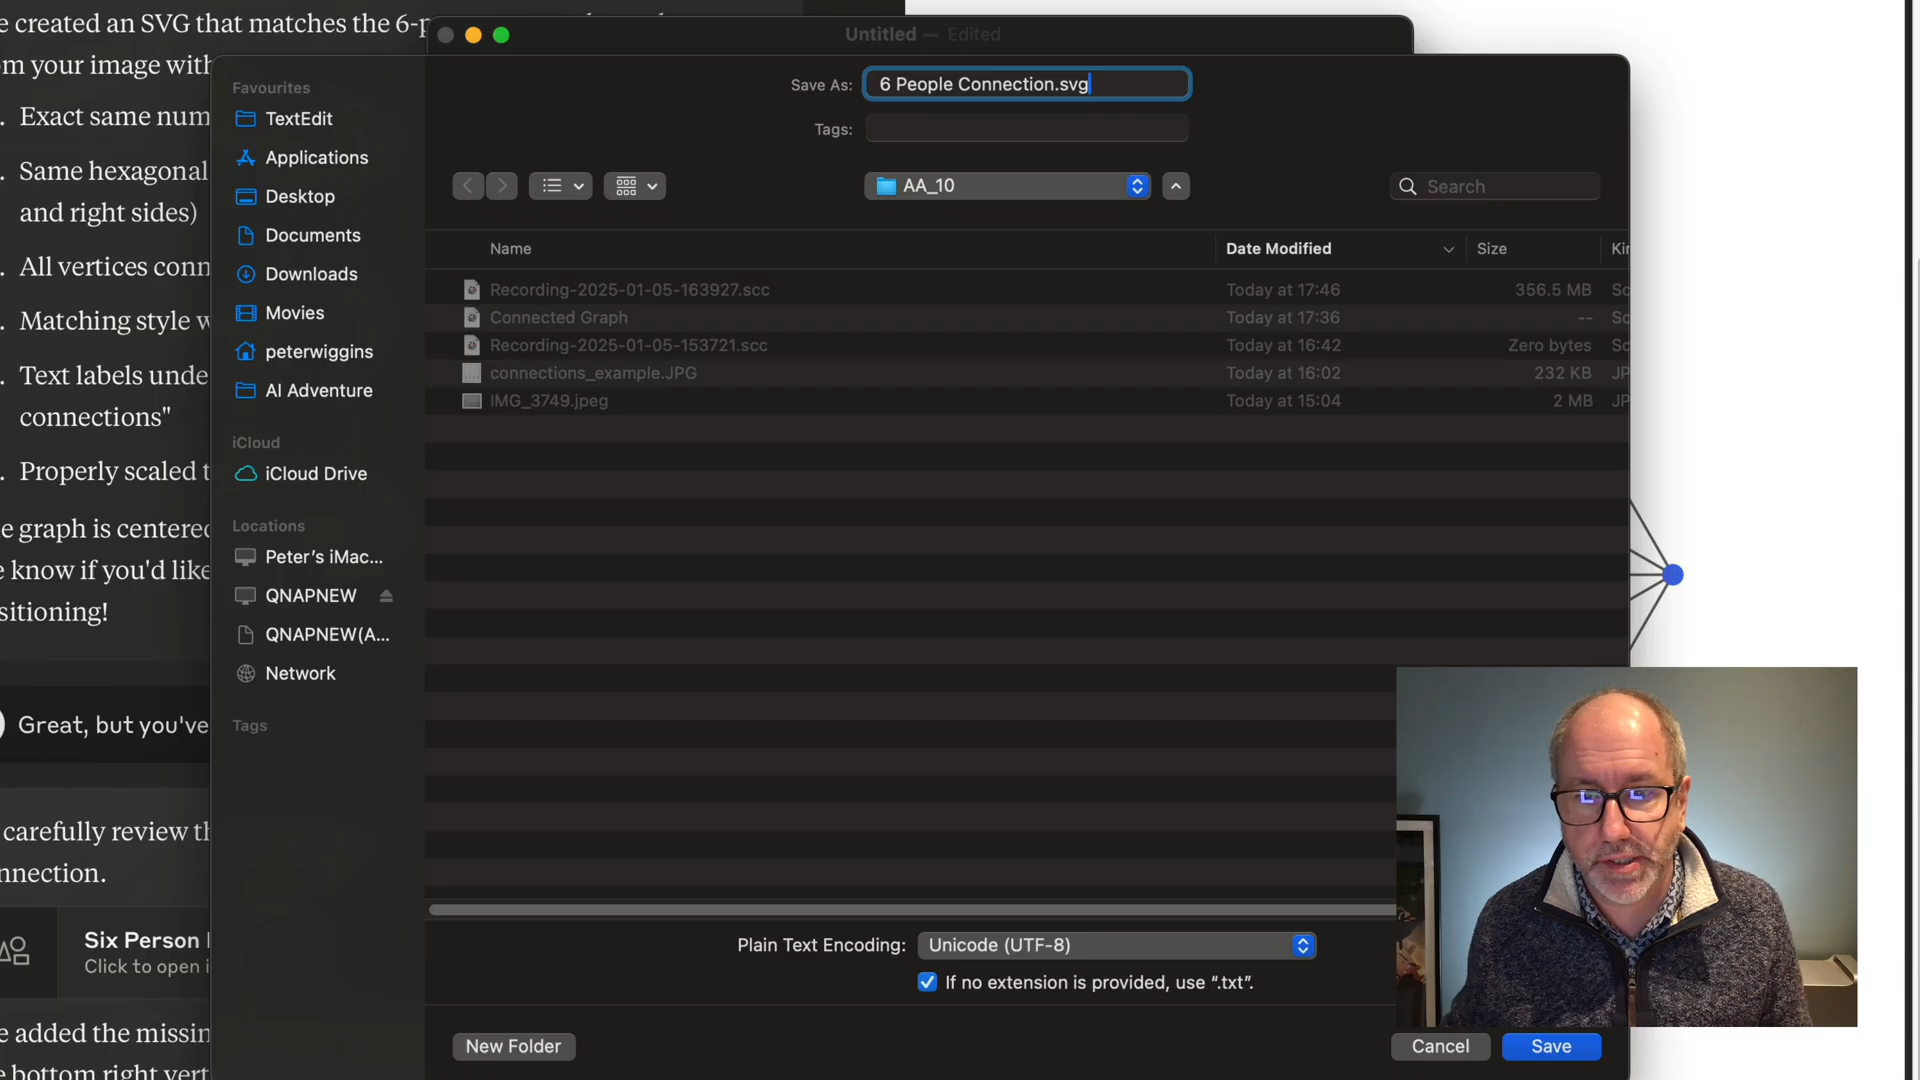 e created an SVG that matches the 6-p
om your image with
Exact same num
Same hexagonal
and right sides)
All vertices conn
Matching style w
Text labels unde
connections"
Properly scaled t
e graph is centered
e know if you'd like
sitioning!
Great, but you've
carefully review th
nnection.
Six Person
Click to open i
e added the missin
e bottom right vert
Untitled — Edited
Favourites
TextEdit
Applications
Desktop
Documents
Downloads
Movies
peterwiggins
AI Adventure
iCloud
iCloud Drive
Locations
Peter's iMac...
QNAPNEW
QNAPNEW(A...
Network
Tags
Save As: 6 People Connection.svg
Tags:
AA_10
Search
Name Date Modified Size Kin
Recording-2025-01-05-163927.scc Today at 17:46 356.5 MB Sc
Connected Graph Today at 17:36 -- Sc
Recording-2025-01-05-153721.scc Today at 16:42 Zero bytes Sc
connections_example.JPG Today at 16:02 232 KB JP
IMG_3749.jpeg Today at 15:04 2 MB JP
Plain Text Encoding: Unicode (UTF-8)
If no extension is provided, use ".txt".
New Folder Cancel Save